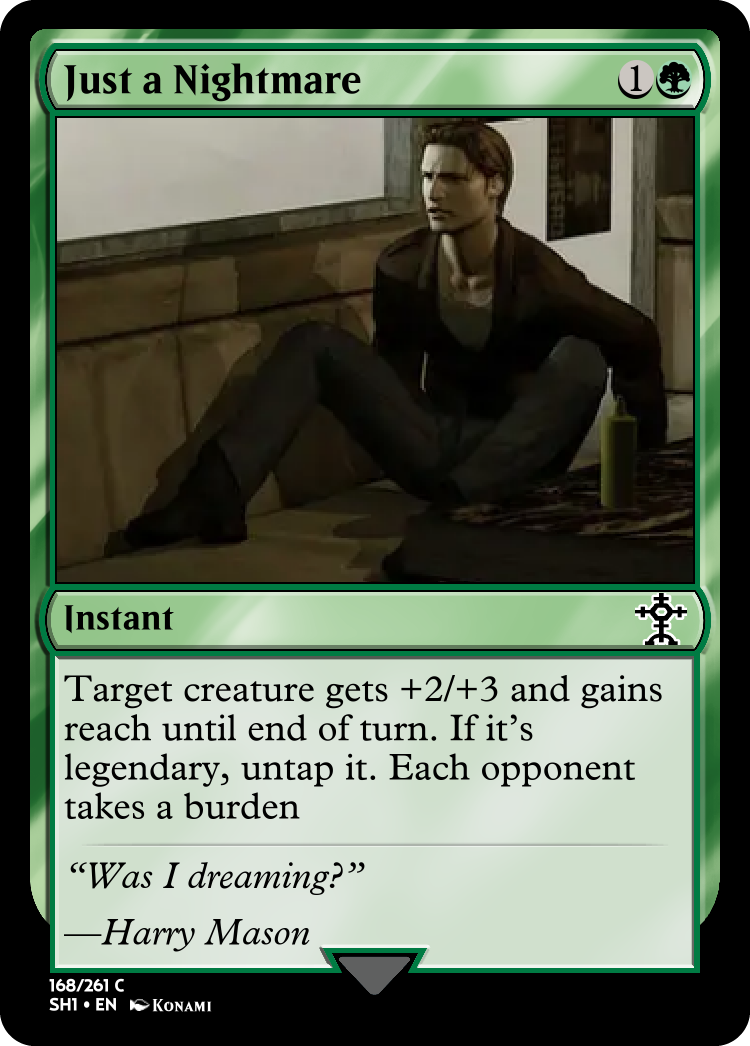 Just a Nightmare 1
Instant
Target creature gets +2/+3 and gains
reach until end of turn. If it's
legendary, untap it. Each opponent
takes a burden
“Was I dreaming?”
—Harry Mason
168/261 C
SH1 • EN KONAMI